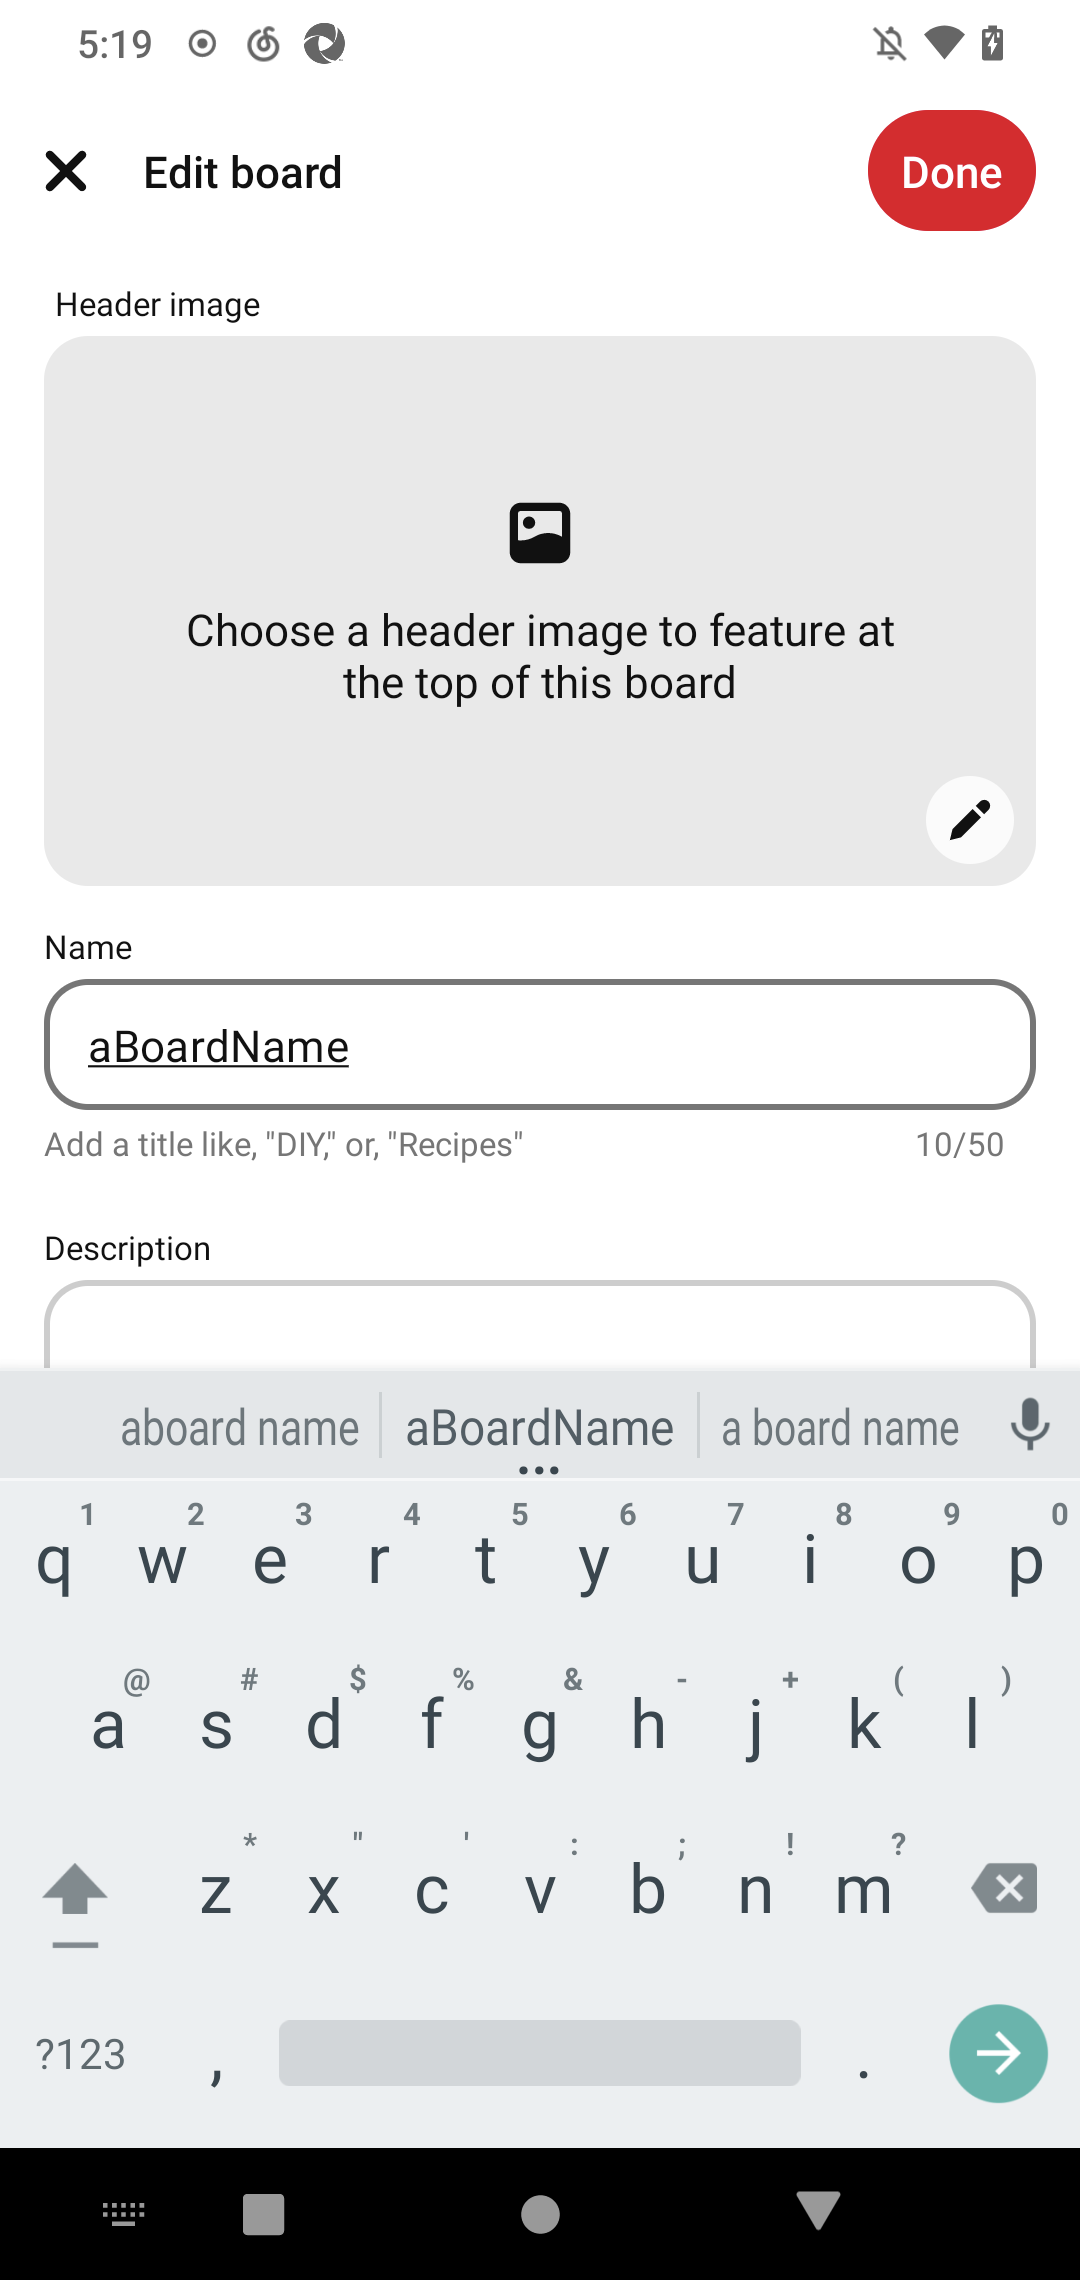 5:19
Edit board
Done
Header image
Choose a header image to feature at
the top of this board
Name
aBoardName
Add a title like, "DIY," or, "Recipes"
10/50
Description
aboard name
aBoardName
a board name
1 2 3 4 5 6 7 8 9 0
q w e r t y u i o p
@ # $ % & - + ( )
a s d f g h j k l
* " ' : ; ! ?
z x c v b n m
?123 , .